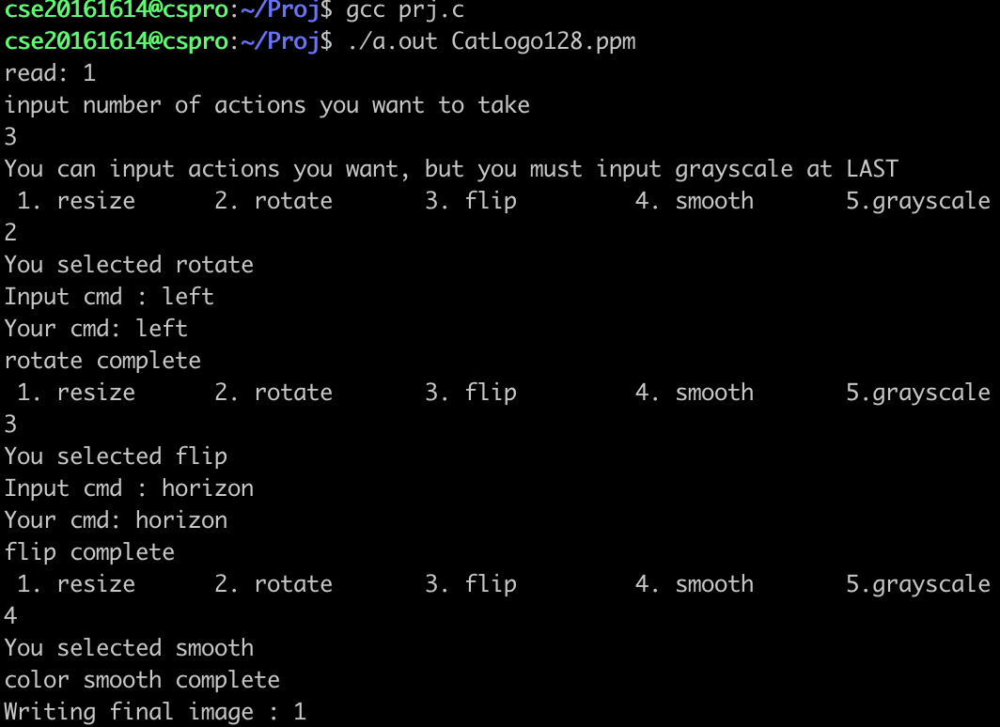 cse20161614@cspro:~/Proj$ gcc prj.c
cse20161614@cspro:~/Proj$ ./a.out CatLogo128.ppm
read: 1
input number of actions you want to take
3
You can input actions you want, but you must input grayscale at LAST
 1. resize      2. rotate       3. flip         4. smooth       5.grayscale
2
You selected rotate
Input cmd : left
Your cmd: left
rotate complete
 1. resize      2. rotate       3. flip         4. smooth       5.grayscale
3
You selected flip
Input cmd : horizon
Your cmd: horizon
flip complete
 1. resize      2. rotate       3. flip         4. smooth       5.grayscale
4
You selected smooth
color smooth complete
Writing final image : 1